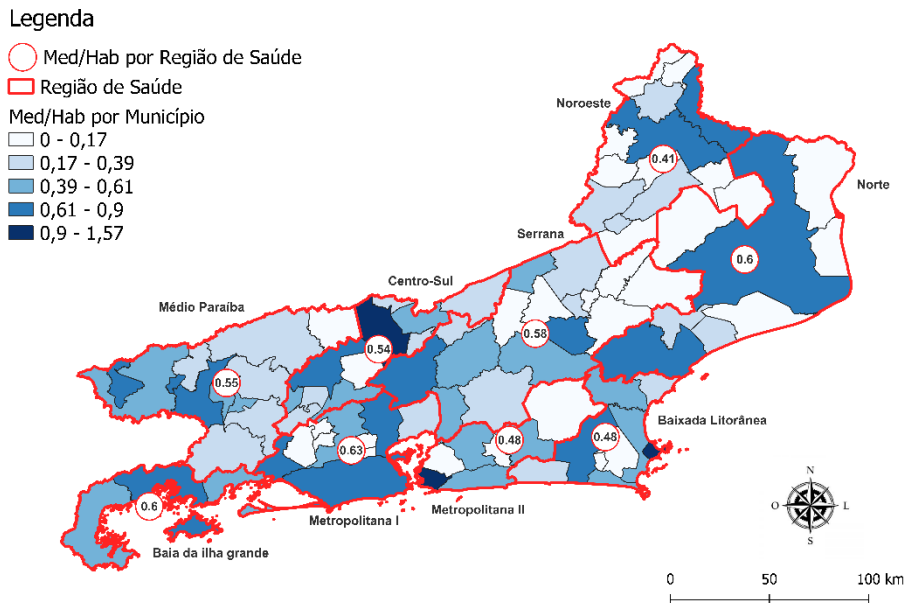 Legenda
Med/Hab por Região de Saúde
Região de Saúde
Med/Hab por Município
0 - 0,17
0,17 - 0,39
0,39 - 0,61
0,61 - 0,9
0,9 - 1,57
Noroeste
0.41
Norte
Serrana
0.6
Centro-Sul
Médio Paraíba
0.58
0.54
0.55
Baixada Litorânea
0.48
0.48
0.63
0.6
Metropolitana I
Metropolitana II
Baia da ilha grande
N
O
L
S
0
50
100 km